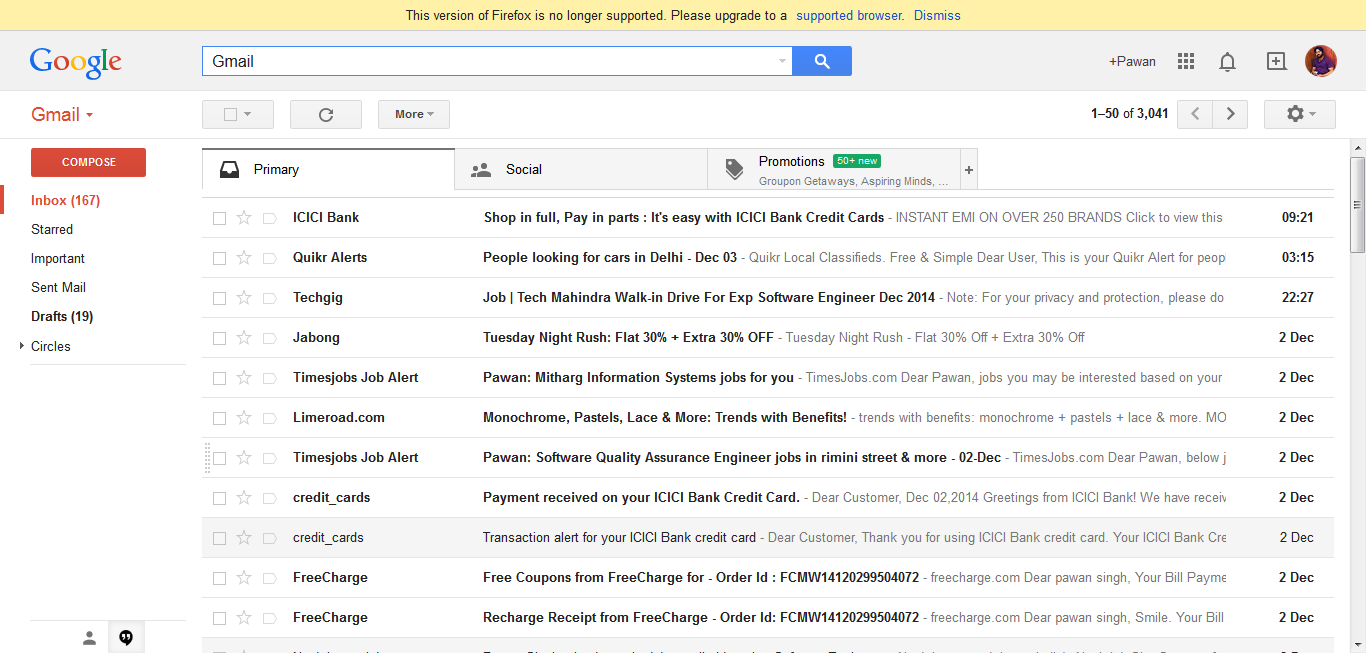 This version of Firefox is no longer supported. Please upgrade to a supported browser. Dismiss
Google
Gmail
+Pawan
Gmail
More
1–50 of 3,041
COMPOSE
Inbox (167)
Starred
Important
Sent Mail
Drafts (19)
Circles
Primary
Social
Promotions 50+ new
Groupon Getaways, Aspiring Minds, ...
+
ICICI Bank Shop in full, Pay in parts : It's easy with ICICI Bank Credit Cards - INSTANT EMI ON OVER 250 BRANDS Click to view this 09:21
Quikr Alerts People looking for cars in Delhi - Dec 03 - Quikr Local Classifieds. Free & Simple Dear User, This is your Quikr Alert for peop 03:15
Techgig Job | Tech Mahindra Walk-in Drive For Exp Software Engineer Dec 2014 - Note: For your privacy and protection, please do 22:27
Jabong Tuesday Night Rush: Flat 30% + Extra 30% OFF - Tuesday Night Rush - Flat 30% Off + Extra 30% Off 2 Dec
Timesjobs Job Alert Pawan: Mitharg Information Systems jobs for you - TimesJobs.com Dear Pawan, jobs you may be interested based on your 2 Dec
Limeroad.com Monochrome, Pastels, Lace & More: Trends with Benefits! - trends with benefits: monochrome + pastels + lace & more. MO 2 Dec
Timesjobs Job Alert Pawan: Software Quality Assurance Engineer jobs in rimini street & more - 02-Dec - TimesJobs.com Dear Pawan, below j 2 Dec
credit_cards Payment received on your ICICI Bank Credit Card. - Dear Customer, Dec 02,2014 Greetings from ICICI Bank! We have receiv 2 Dec
credit_cards Transaction alert for your ICICI Bank credit card - Dear Customer, Thank you for using ICICI Bank credit card. Your ICICI Bank Cre 2 Dec
FreeCharge Free Coupons from FreeCharge for - Order Id : FCMW14120299504072 - freecharge.com Dear pawan singh, Your Bill Payme 2 Dec
FreeCharge Recharge Receipt from FreeCharge - Order Id: FCMW14120299504072 - freecharge.com Dear pawan singh, Smile. Your Bill 2 Dec